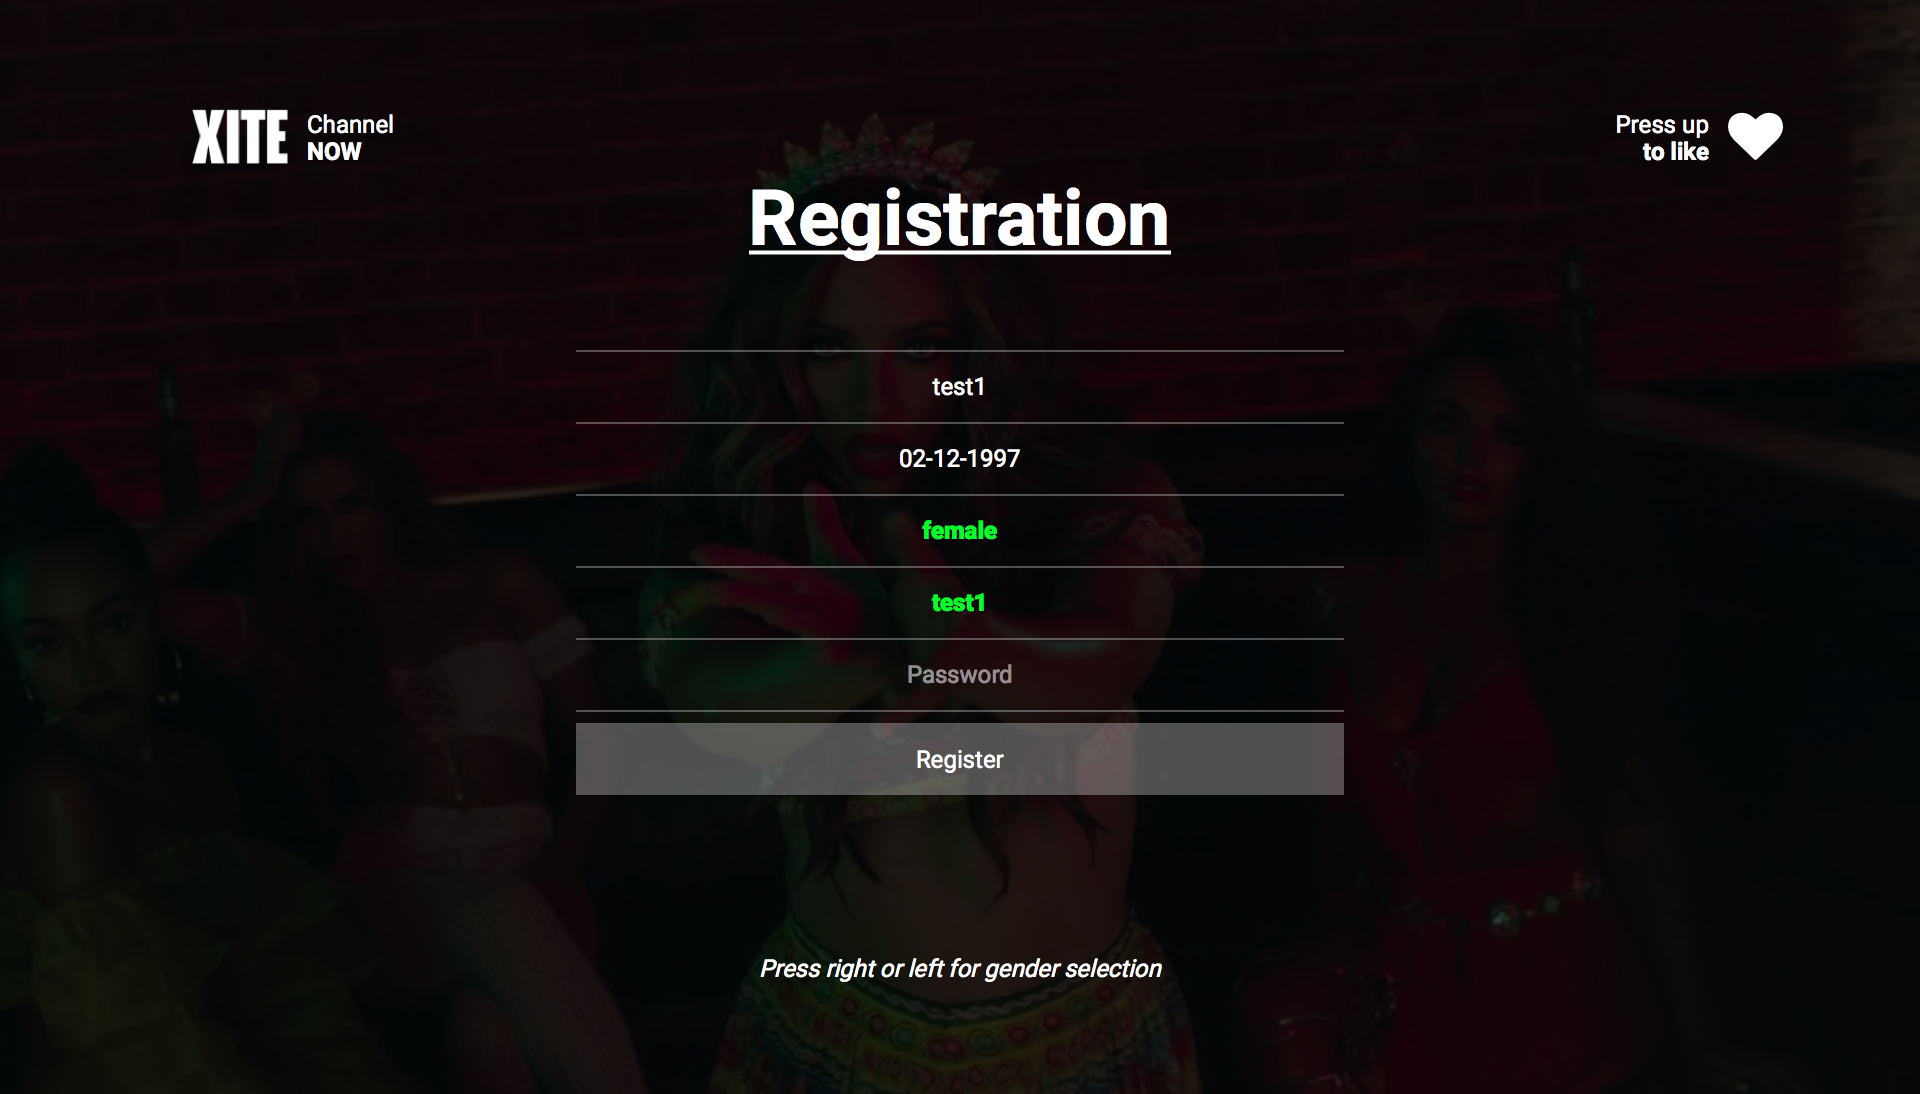 XITE
Channel
NOW
Press up
to like
Registration
test1
02-12-1997
female
test1
Password
Register
Press right or left for gender selection